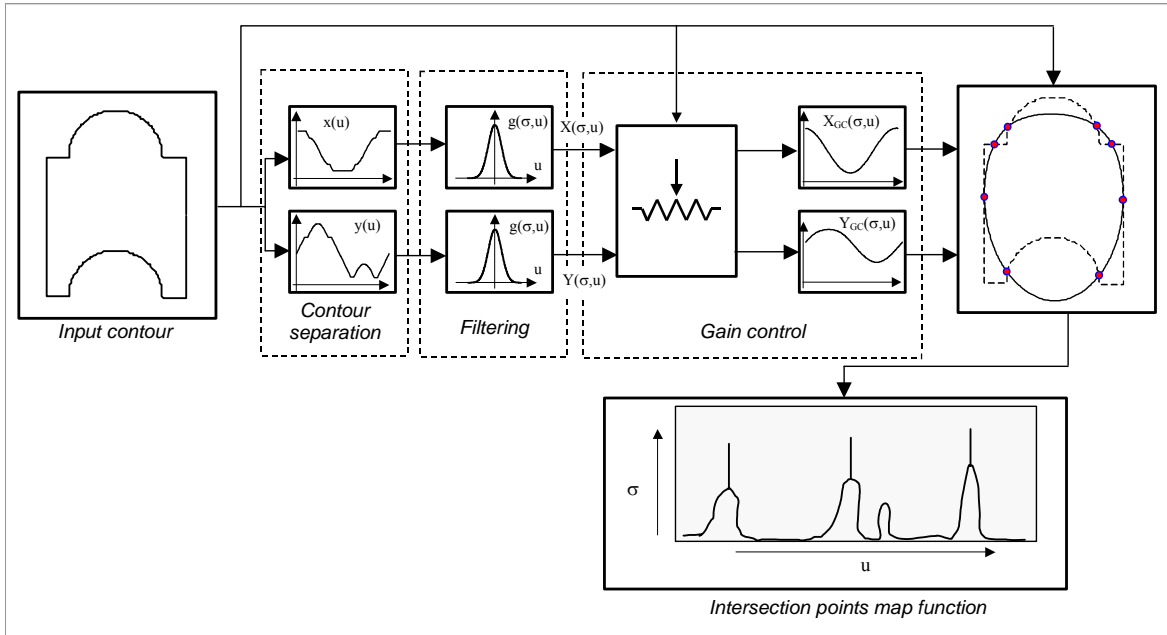 x(u)
g(σ,u)
u
X(σ,u)
X_GC(σ,u)
y(u)
g(σ,u)
u
Y(σ,u)
Y_GC(σ,u)
Input contour
Contour
separation
Filtering
Gain control
σ
u
Intersection points map function